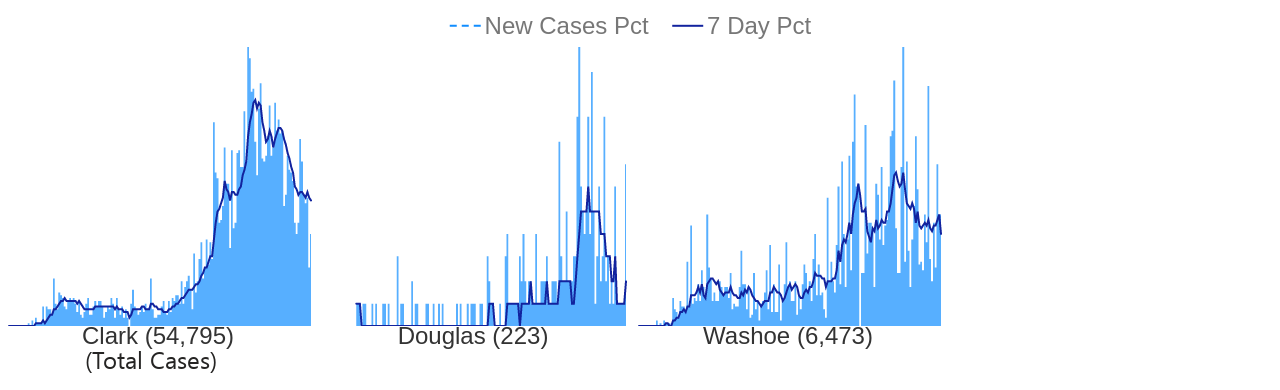 New Cases Pct 7 Day Pct
Clark (54,795) Douglas (223) Washoe (6,473)
(Total Cases)